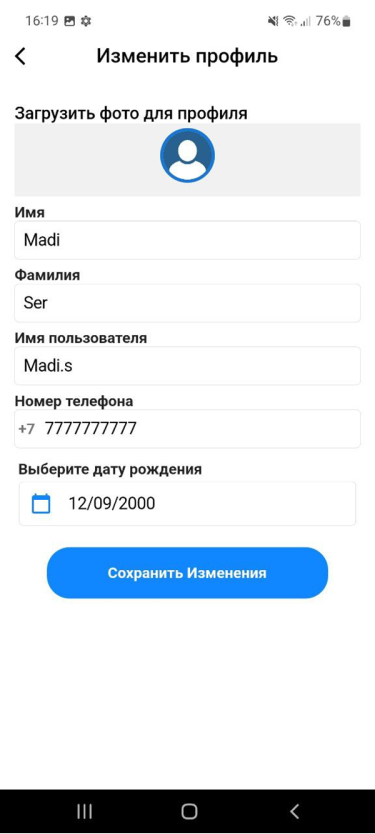 16:19 76%
Изменить профиль
Загрузить фото для профиля
Имя
Madi
Фамилия
Ser
Имя пользователя
Madi.s
Номер телефона
+7 7777777777
Выберите дату рождения
12/09/2000
Сохранить Изменения